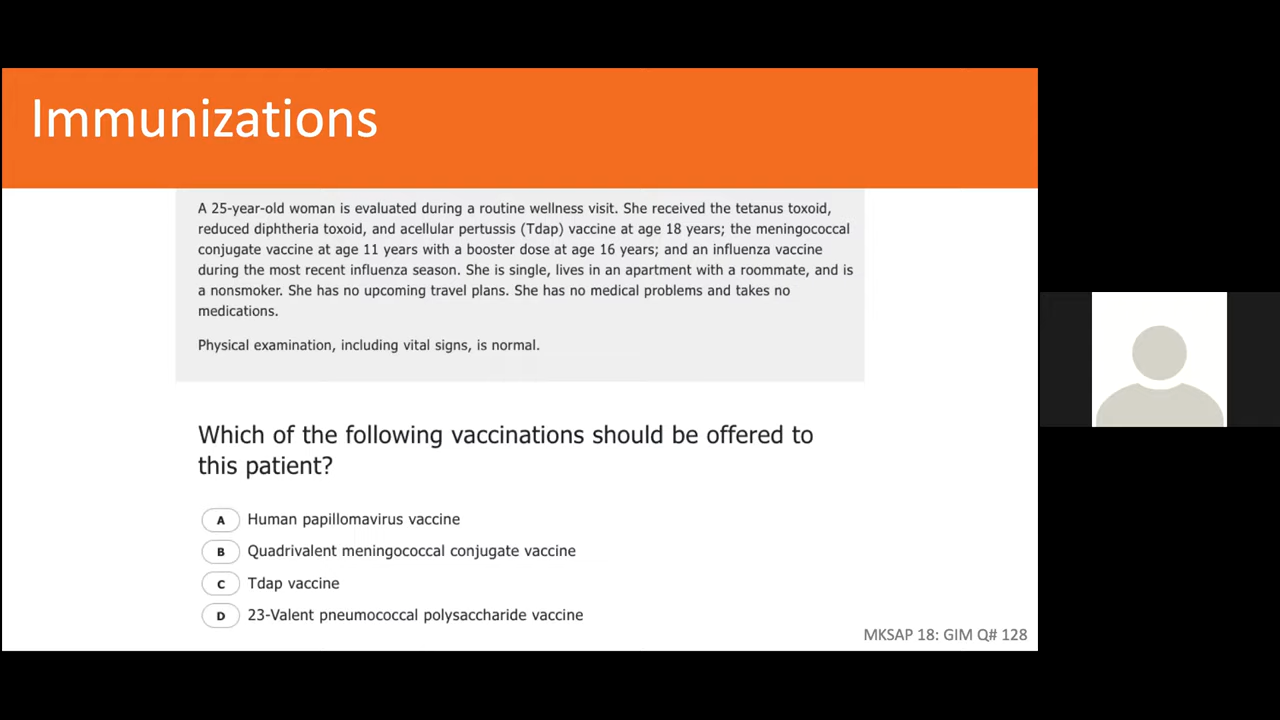 Immunizations
A 25-year-old woman is evaluated during a routine wellness visit. She received the tetanus toxoid,
reduced diphtheria toxoid, and acellular pertussis (Tdap) vaccine at age 18 years; the meningococcal
conjugate vaccine at age 11 years with a booster dose at age 16 years; and an influenza vaccine
during the most recent influenza season. She is single, lives in an apartment with a roommate, and is
a nonsmoker. She has no upcoming travel plans. She has no medical problems and takes no
medications.
Physical examination, including vital signs, is normal.
Which of the following vaccinations should be offered to
this patient?
A Human papillomavirus vaccine
B Quadrivalent meningococcal conjugate vaccine
C Tdap vaccine
D 23-Valent pneumococcal polysaccharide vaccine
MKSAP 18: GIM Q# 128